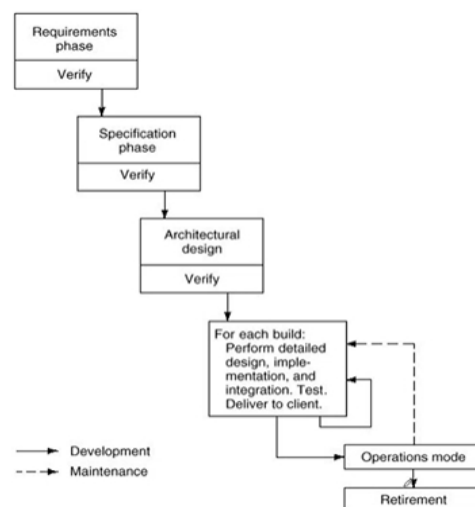 Requirements
phase
Verify
Specification
phase
Verify
Architectural
design
Verify
For each build:
Perform detailed
design, imple-
mentation, and
integration. Test.
Deliver to client.
Development
Maintenance
Operations mode
Retirement